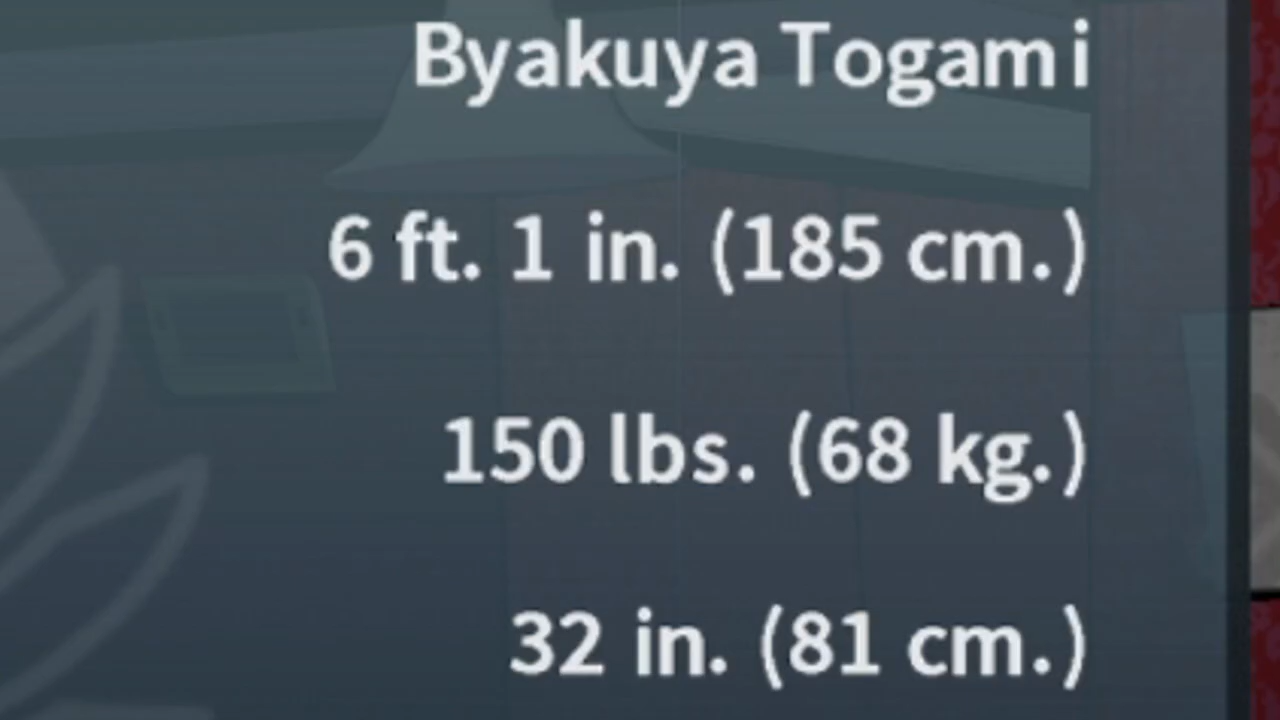 Byakuya Togami
6 ft. 1 in. (185 cm.)
150 lbs. (68 kg.)
32 in. (81 cm.)